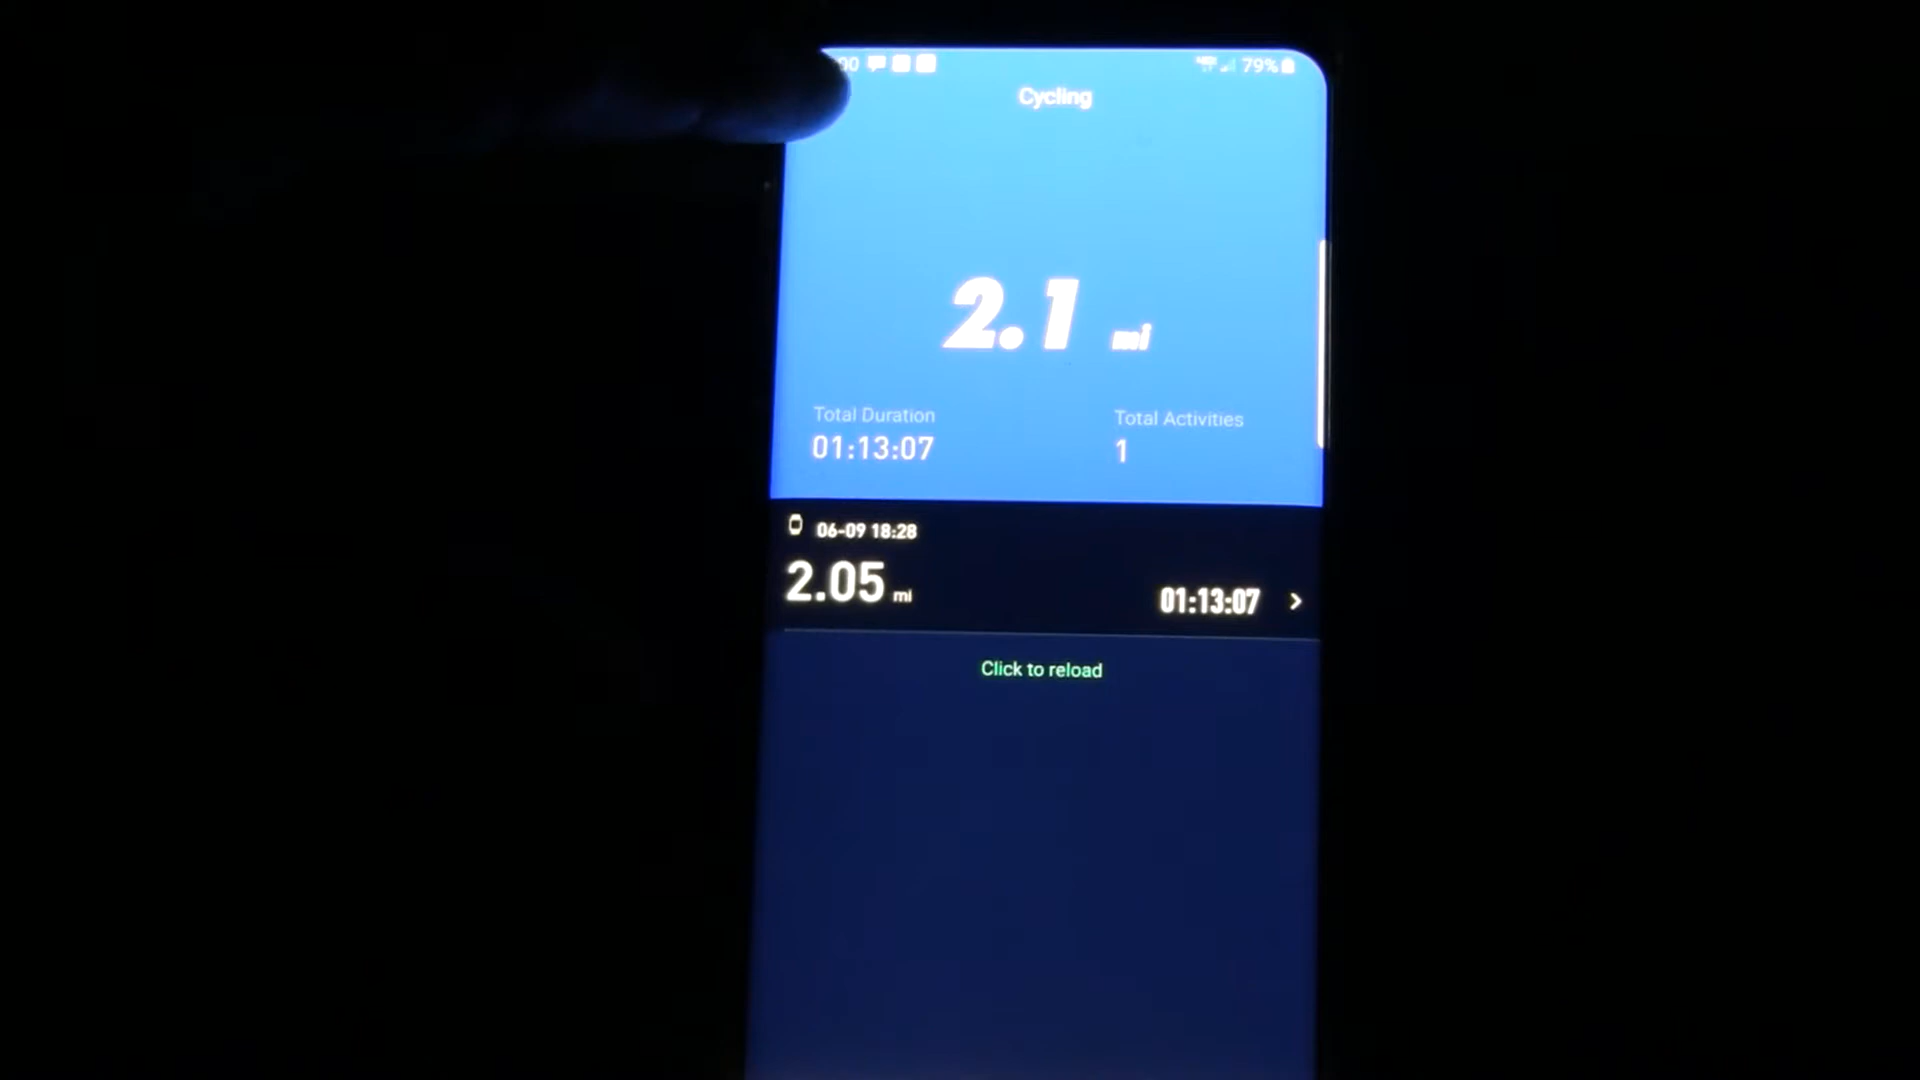 79%
Cycling
2.1 mi
Total Duration
Total Activities
01:13:07
1
06-09 18:28
2.05 mi
01:13:07
Click to reload